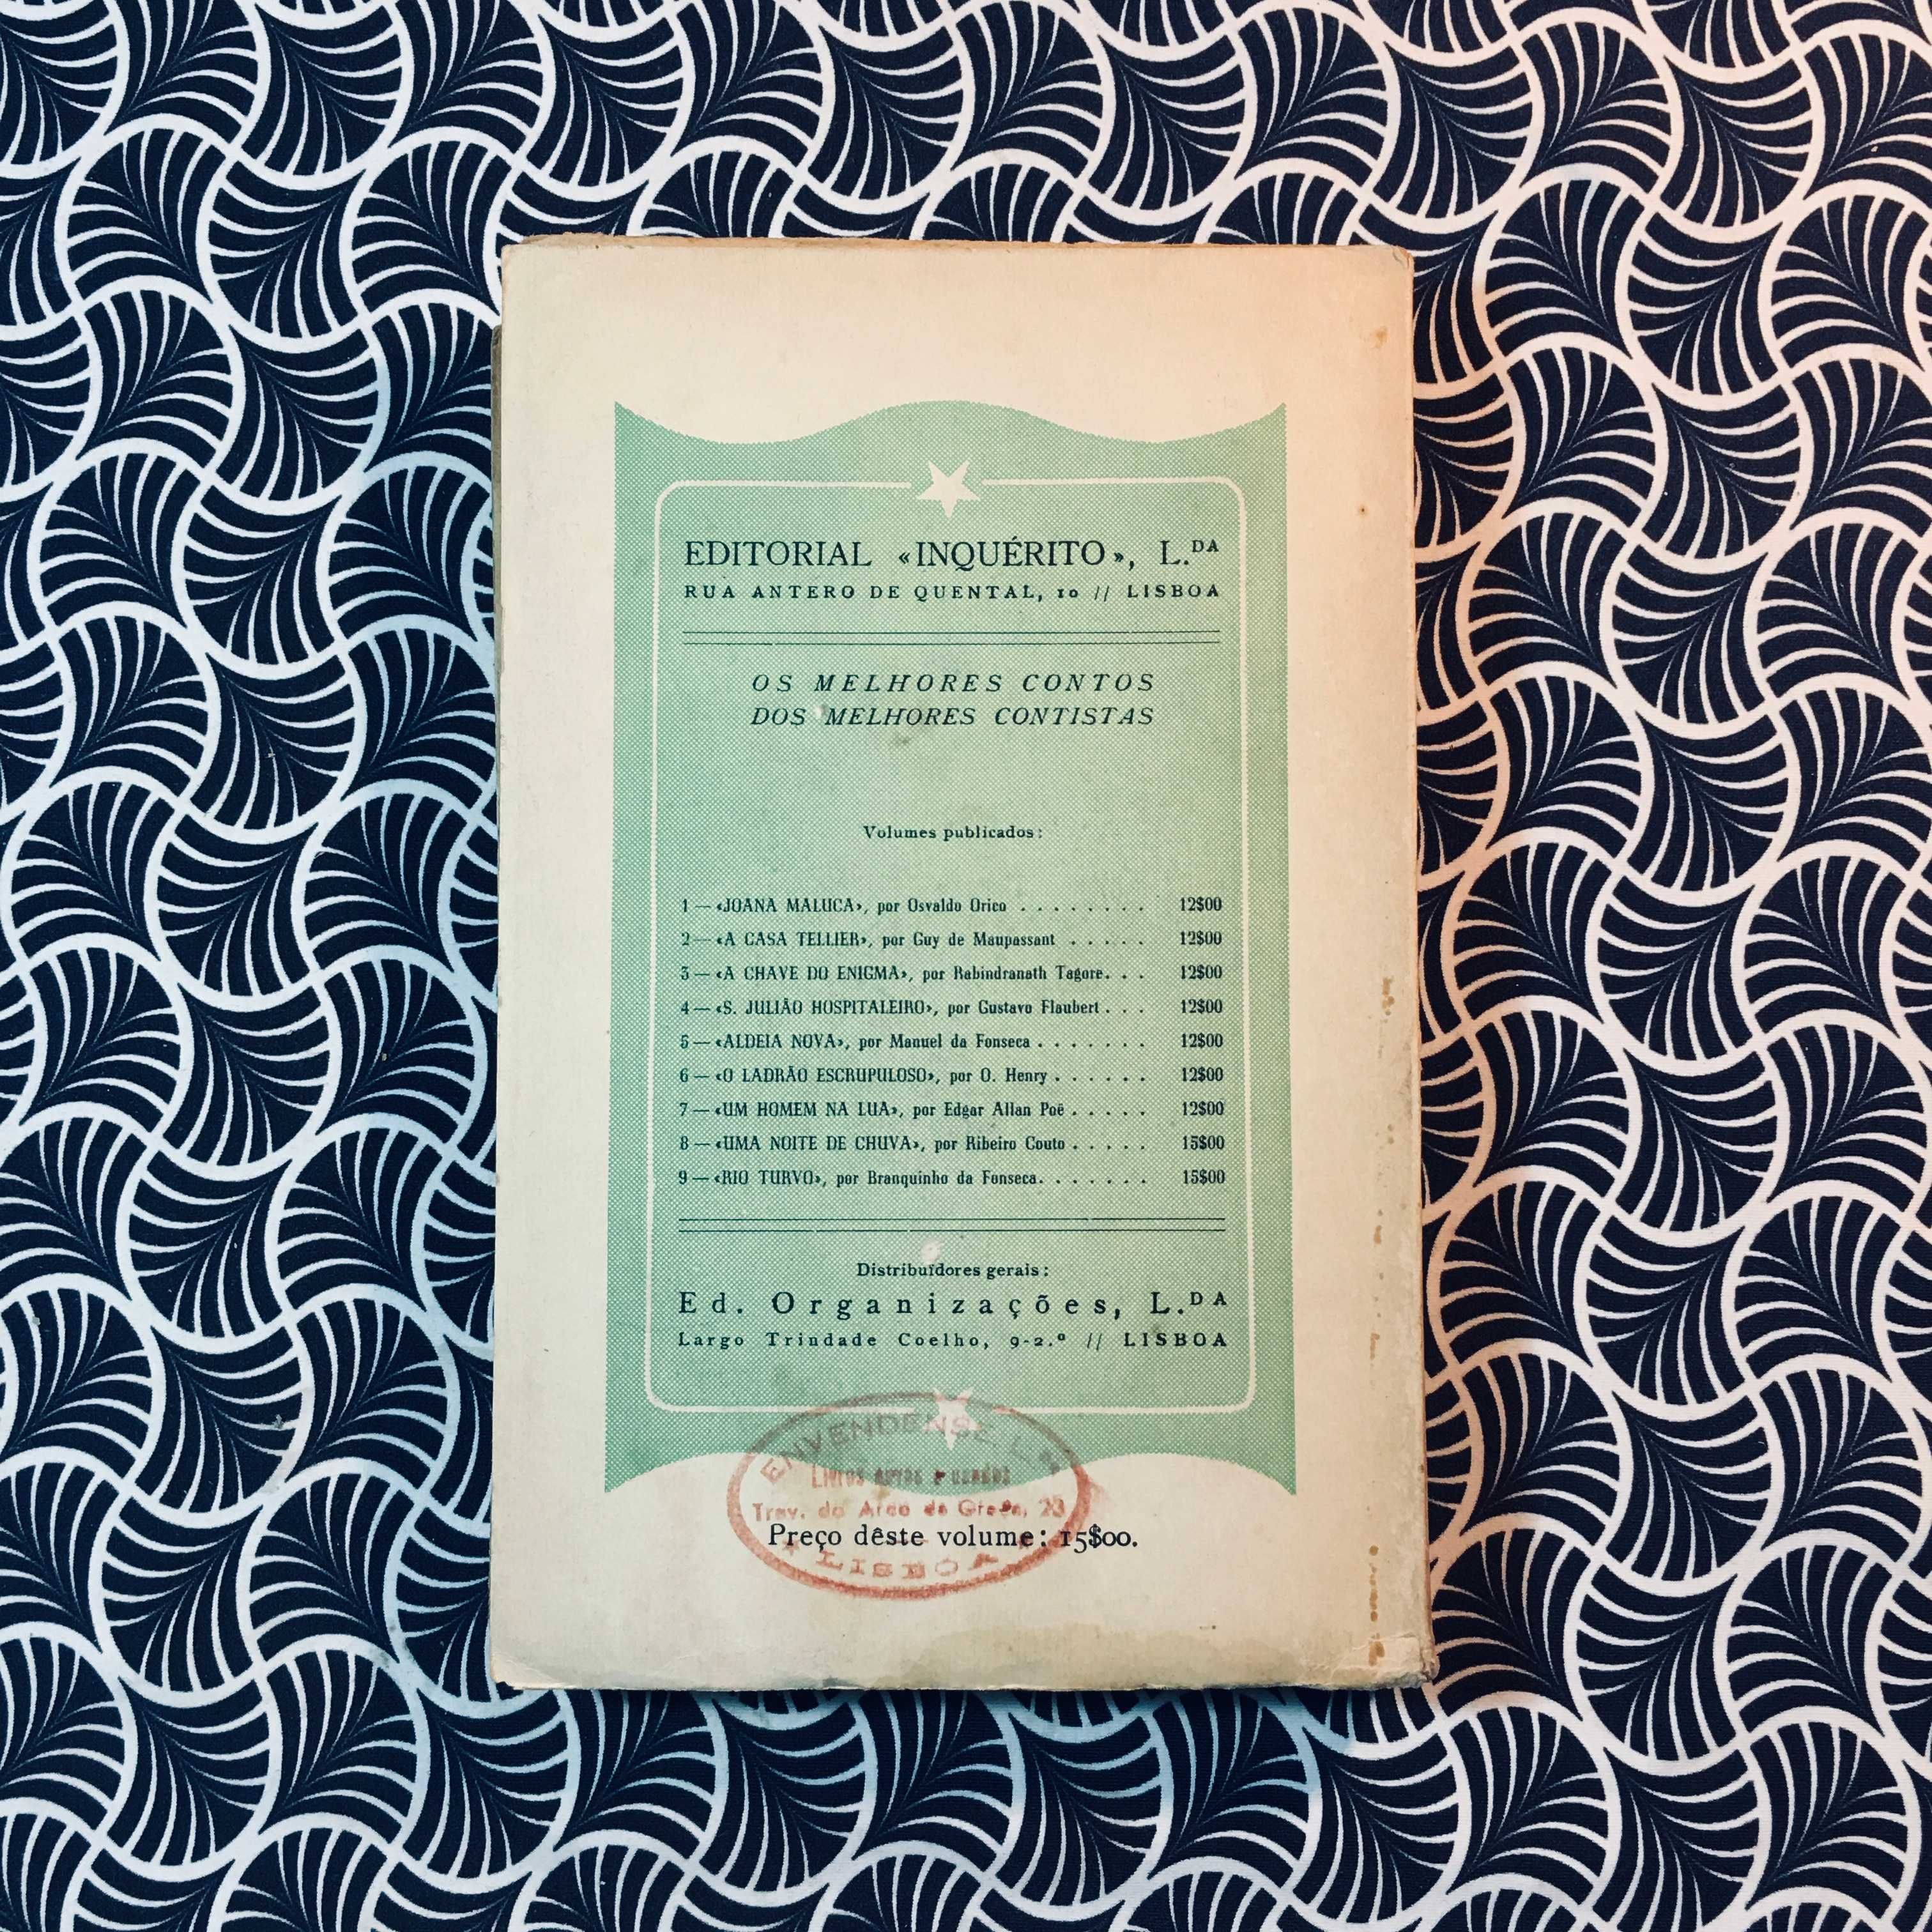 EDITORIAL «INQUÉRITO», L.DA
RUA ANTERO DE QUENTAL, 10 // LISBOA
OS MELHORES CONTOS
DOS MELHORES CONTISTAS
Volumes publicados:
1 — «JOANA MALUCA», por Osvaldo Orico . . . . . . . . 12$00
2 — «A CASA TELLIER», por Guy de Maupassant . . . . . 12$00
3 — «A CHAVE DO ENIGMA», por Rabindranath Tagore. . . 12$00
4 — «S. JULIÃO HOSPITALEIRO», por Gustavo Flaubert . . . 12$00
5 — «ALDEIA NOVA», por Manuel da Fonseca . . . . . . . 12$00
6 — «O LADRÃO ESCRUPULOSO», por O. Henry . . . . . . 12$00
7 — «UM HOMEM NA LUA», por Edgar Allan Poë . . . . . 12$00
8 — «UMA NOITE DE CHUVA», por Ribeiro Couto . . . . . 15$00
9 — «RIO TURVO», por Branquinho da Fonseca. . . . . . . 15$00
Distribuïdores gerais:
Ed. Organizações, L.DA
Largo Trindade Coelho, 9-2.º // LISBOA
ENVENDENSE, L.DA
Livros novos e usados
Trav. do Arco da Graça, 23
Preço dêste volume: 15$00.
LISBOA